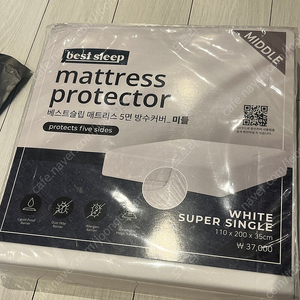 MIDDLE
best sleep
mattress
protector
베스트슬립 매트리스 5면 방수커버_미들
protects five sides
WHITE
SUPER SINGLE
110 x 200 x 35cm
₩ 37,000